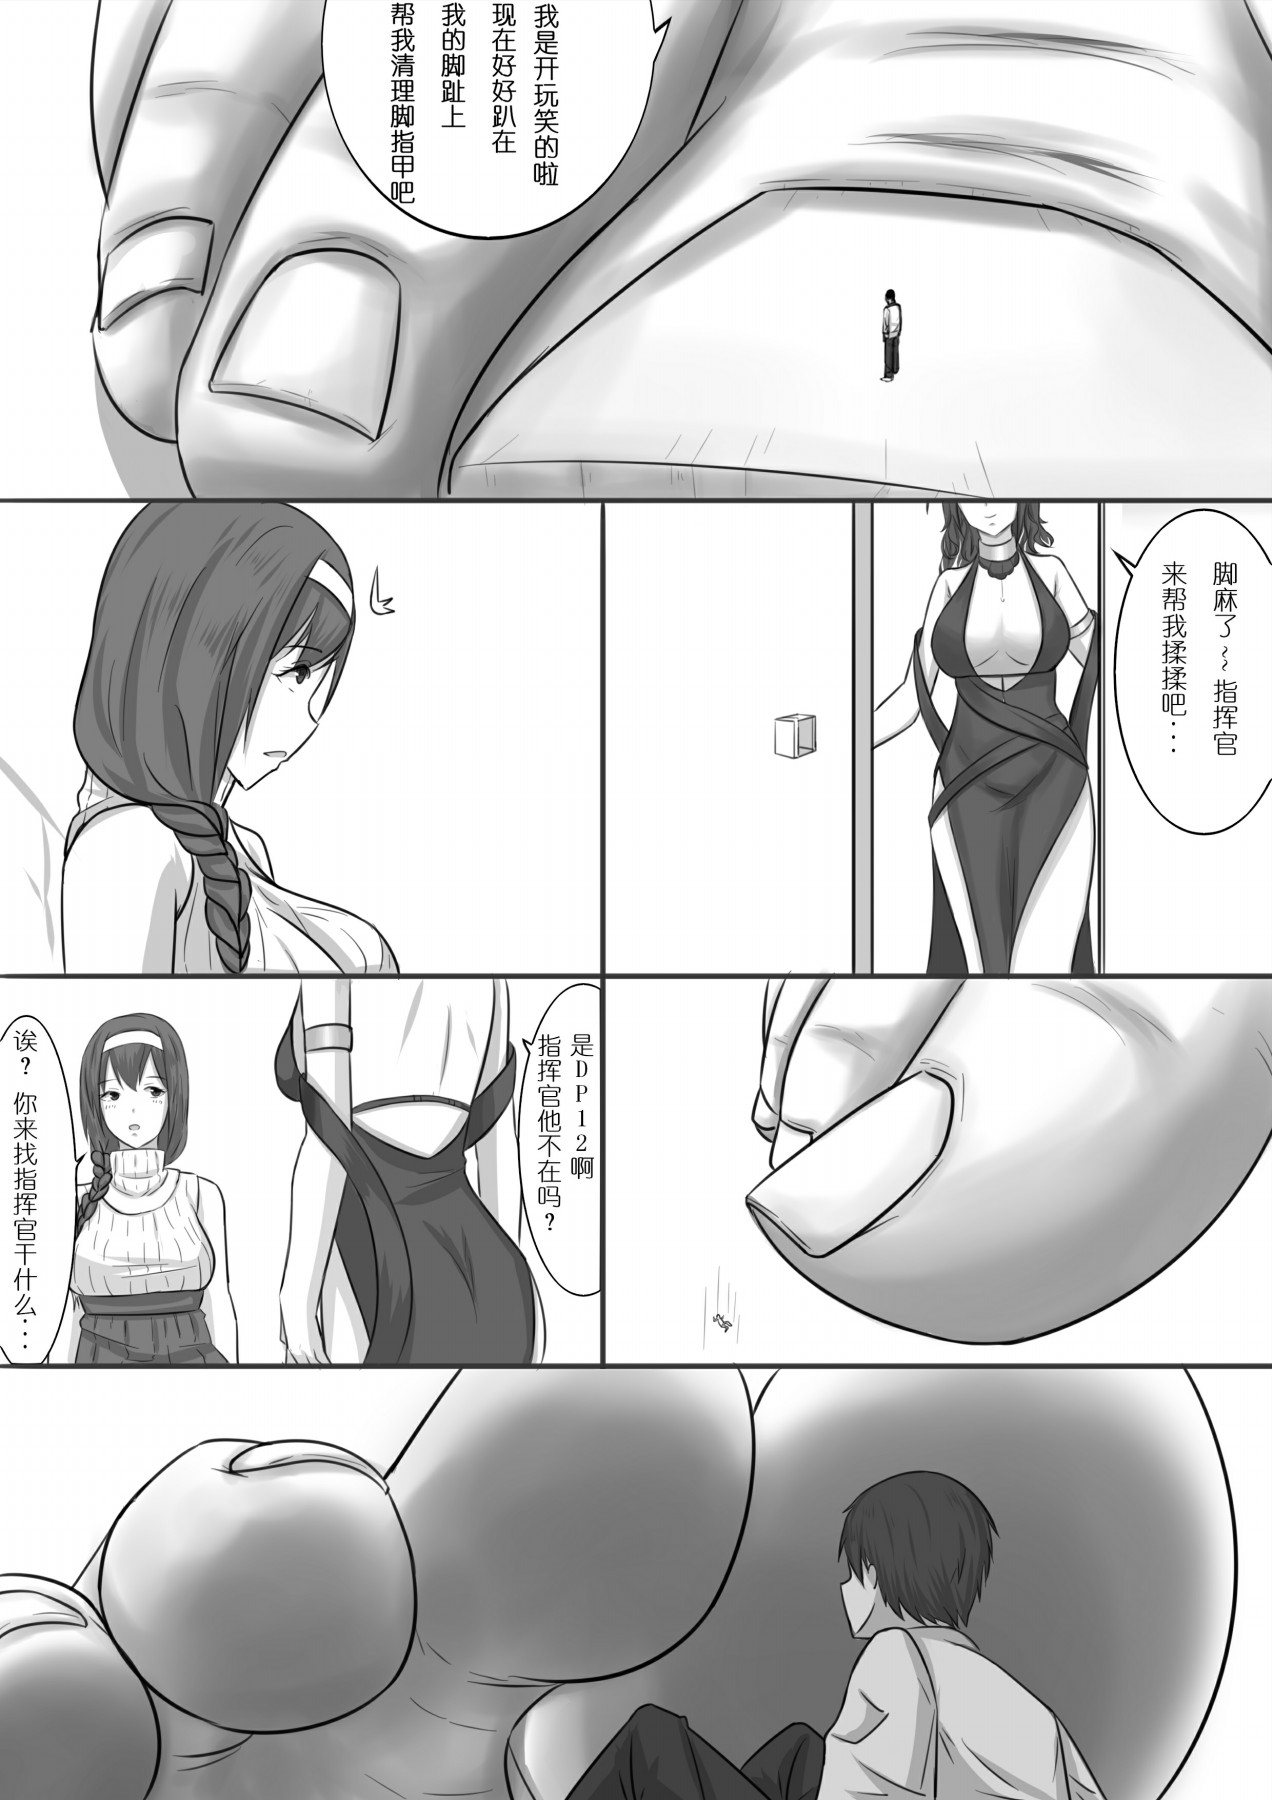 我是开玩笑的啦
现在好好趴在
我的脚趾上
帮我清理脚指甲吧
脚麻了~~指挥官
来帮我揉揉吧...
是DP12啊
指挥官他不在吗?
诶? 你来找指挥官干什么...